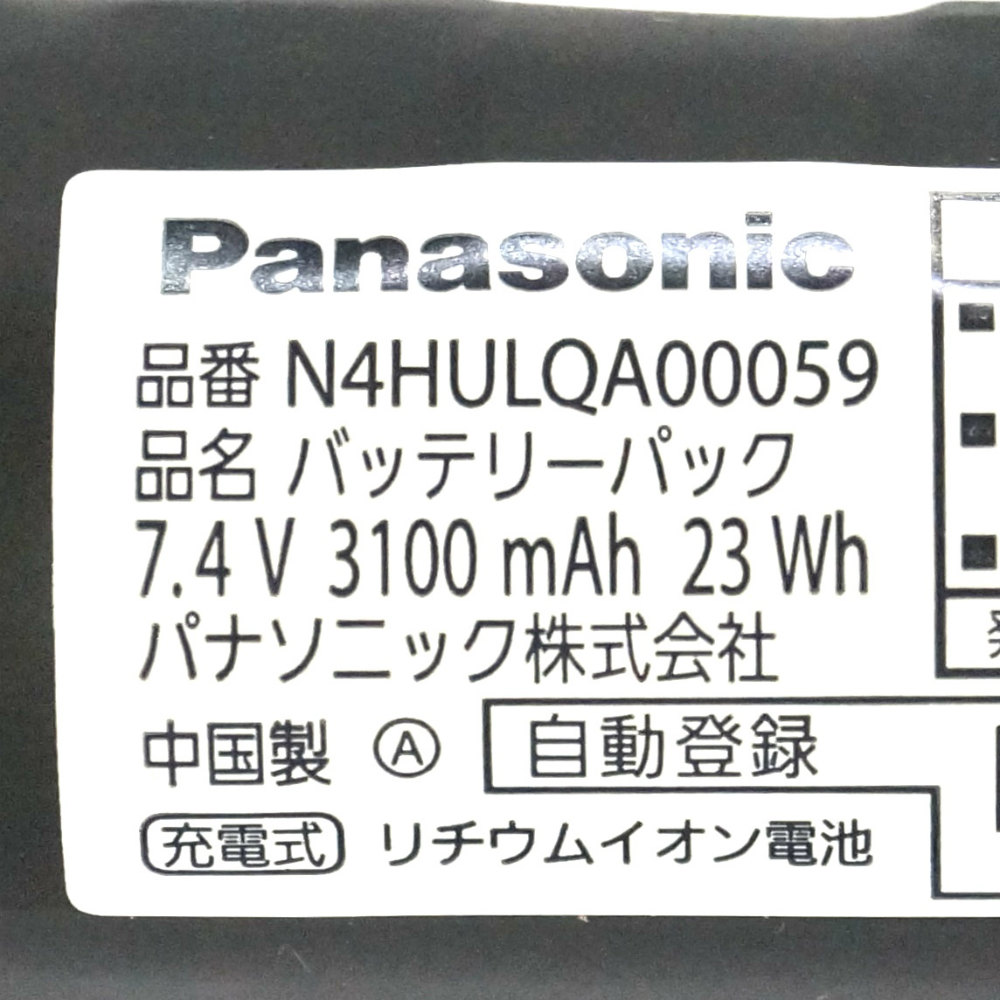 Panasonic
品番 N4HULQA00059
品名 バッテリーパック
7.4 V 3100 mAh 23 Wh
パナソニック株式会社
中国製 Ⓐ 自動登録
充電式 リチウムイオン電池